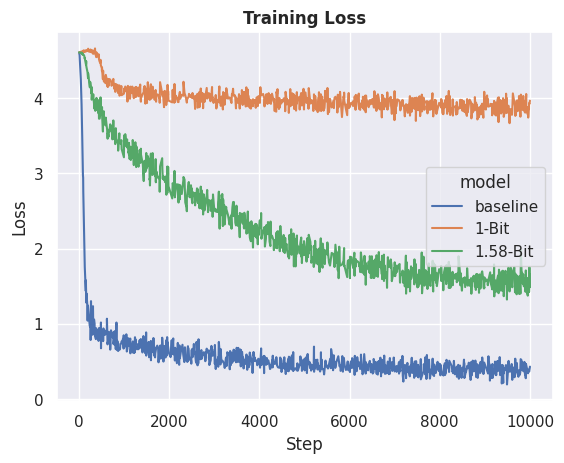 Training Loss
Loss
4
3
2
1
0
model
baseline
1-Bit
1.58-Bit
0
2000
4000
6000
8000
10000
Step